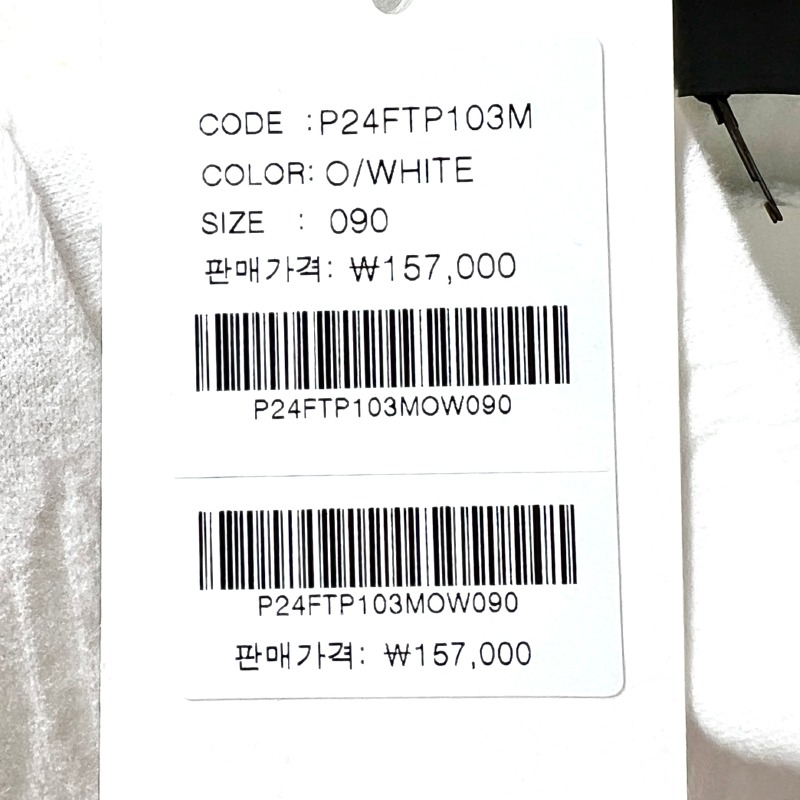 CODE :P24FTP103M
COLOR: O/WHITE
SIZE : 090
판매가격: ₩157,000
P24FTP103MOW090
P24FTP103MOW090
판매가격: ₩157,000